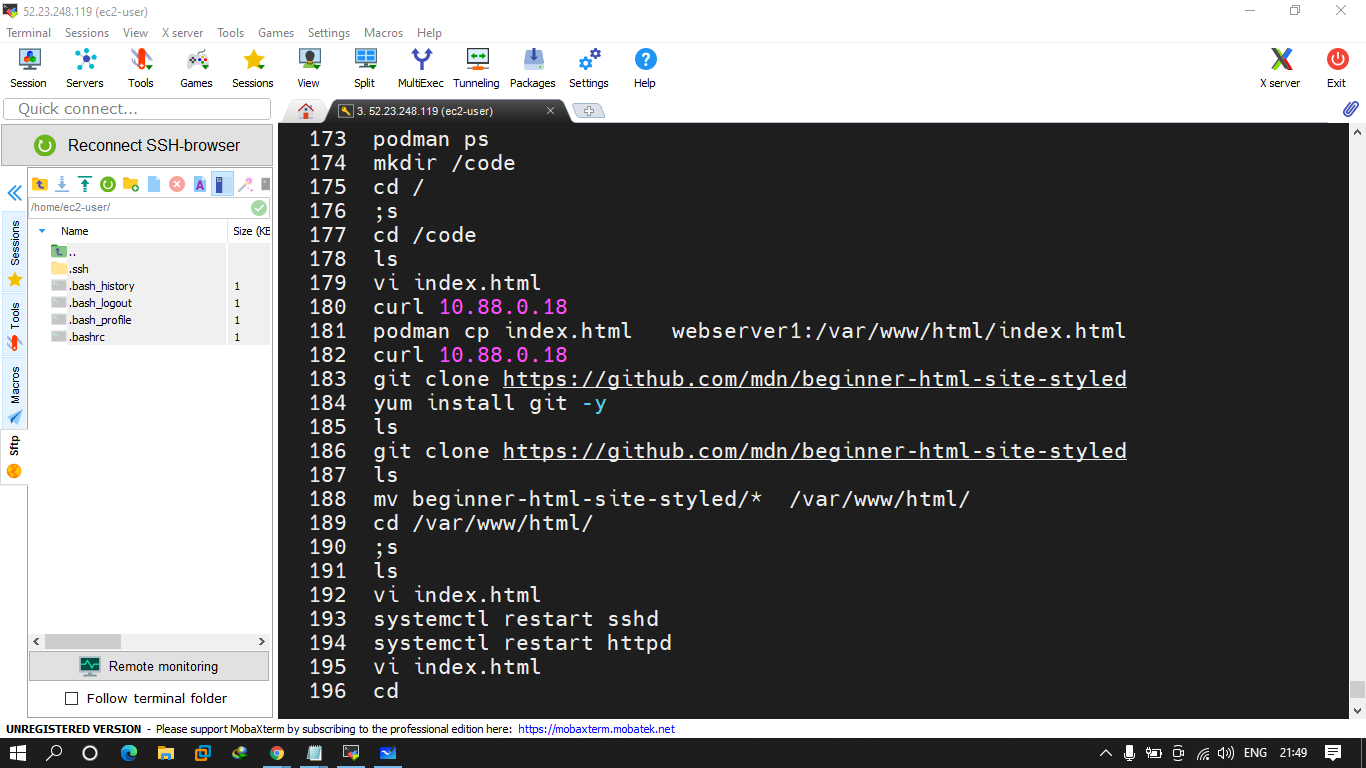 52.23.248.119 (ec2-user)
Terminal Sessions View X server Tools Games Settings Macros Help
Session Servers Tools Games Sessions View Split MultiExec Tunneling Packages Settings Help X server Exit
Quick connect...
3. 52.23.248.119 (ec2-user)
Reconnect SSH-browser
/home/ec2-user/
Name Size (KB
..
.ssh
.bash_history 1
.bash_logout 1
.bash_profile 1
.bashrc 1
Sessions
Tools
Macros
Sftp
Remote monitoring
Follow terminal folder
173 podman ps
174 mkdir /code
175 cd /
176 ;s
177 cd /code
178 ls
179 vi index.html
180 curl 10.88.0.18
181 podman cp index.html webserver1:/var/www/html/index.html
182 curl 10.88.0.18
183 git clone https://github.com/mdn/beginner-html-site-styled
184 yum install git -y
185 ls
186 git clone https://github.com/mdn/beginner-html-site-styled
187 ls
188 mv beginner-html-site-styled/* /var/www/html/
189 cd /var/www/html/
190 ;s
191 ls
192 vi index.html
193 systemctl restart sshd
194 systemctl restart httpd
195 vi index.html
196 cd
UNREGISTERED VERSION - Please support MobaXterm by subscribing to the professional edition here: https://mobaxterm.mobatek.net
ENG 21:49